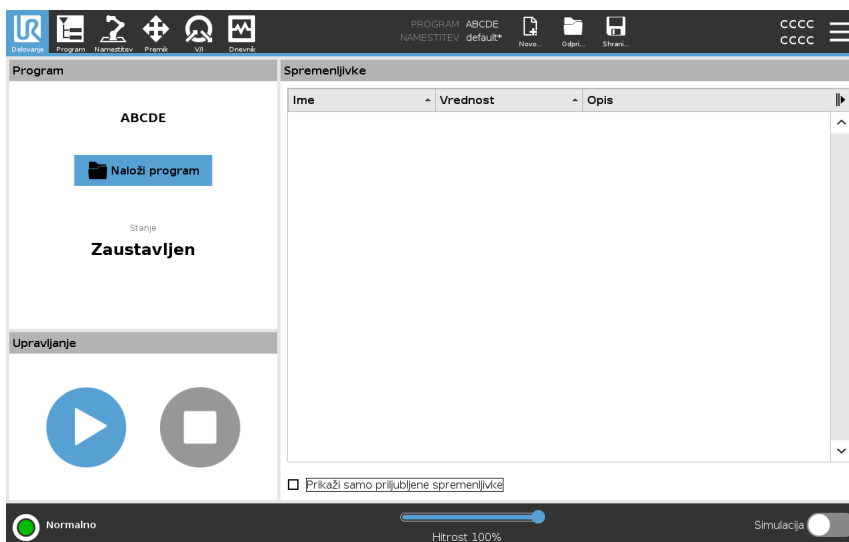 UR
PROGRAM ABCDE
NAMESTITEV default*
CCCC
CCCC
Delovanje Program Namestitev Premik V/I Dnevnik Novo... Odpri... Shrani...
Program
Spremenljivke
Ime Vrednost Opis
ABCDE
Naloži program
Stanje
Zaustavljen
Upravljanje
Prikaži samo priljubljene spremenljivke
Normalno
Hitrost 100%
Simulacija